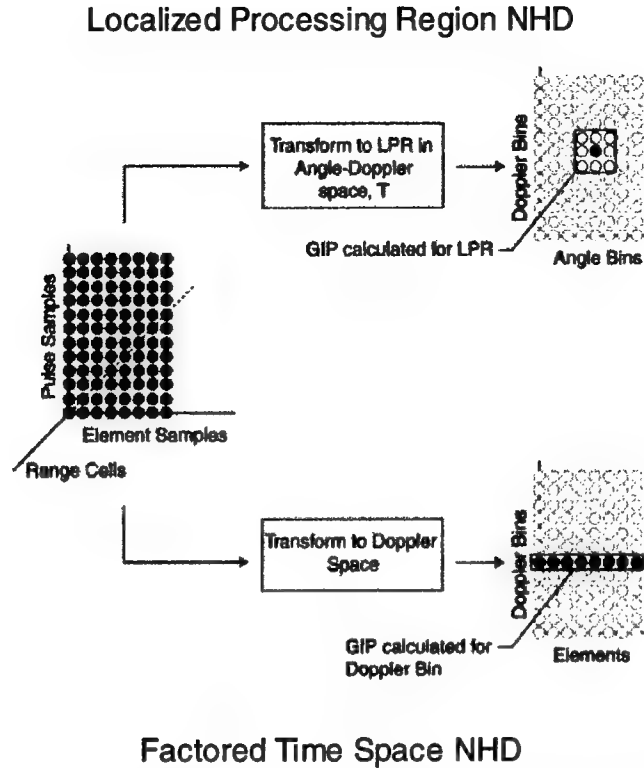 Localized Processing Region NHD
Transform to LPR in
Angle-Doppler
space, T
Doppler Bins
GIP calculated for LPR
Angle Bins
Pulse Samples
Element Samples
Range Cells
Transform to Doppler
Space
Doppler Bins
GIP calculated for
Doppler Bin
Elements
Factored Time Space NHD